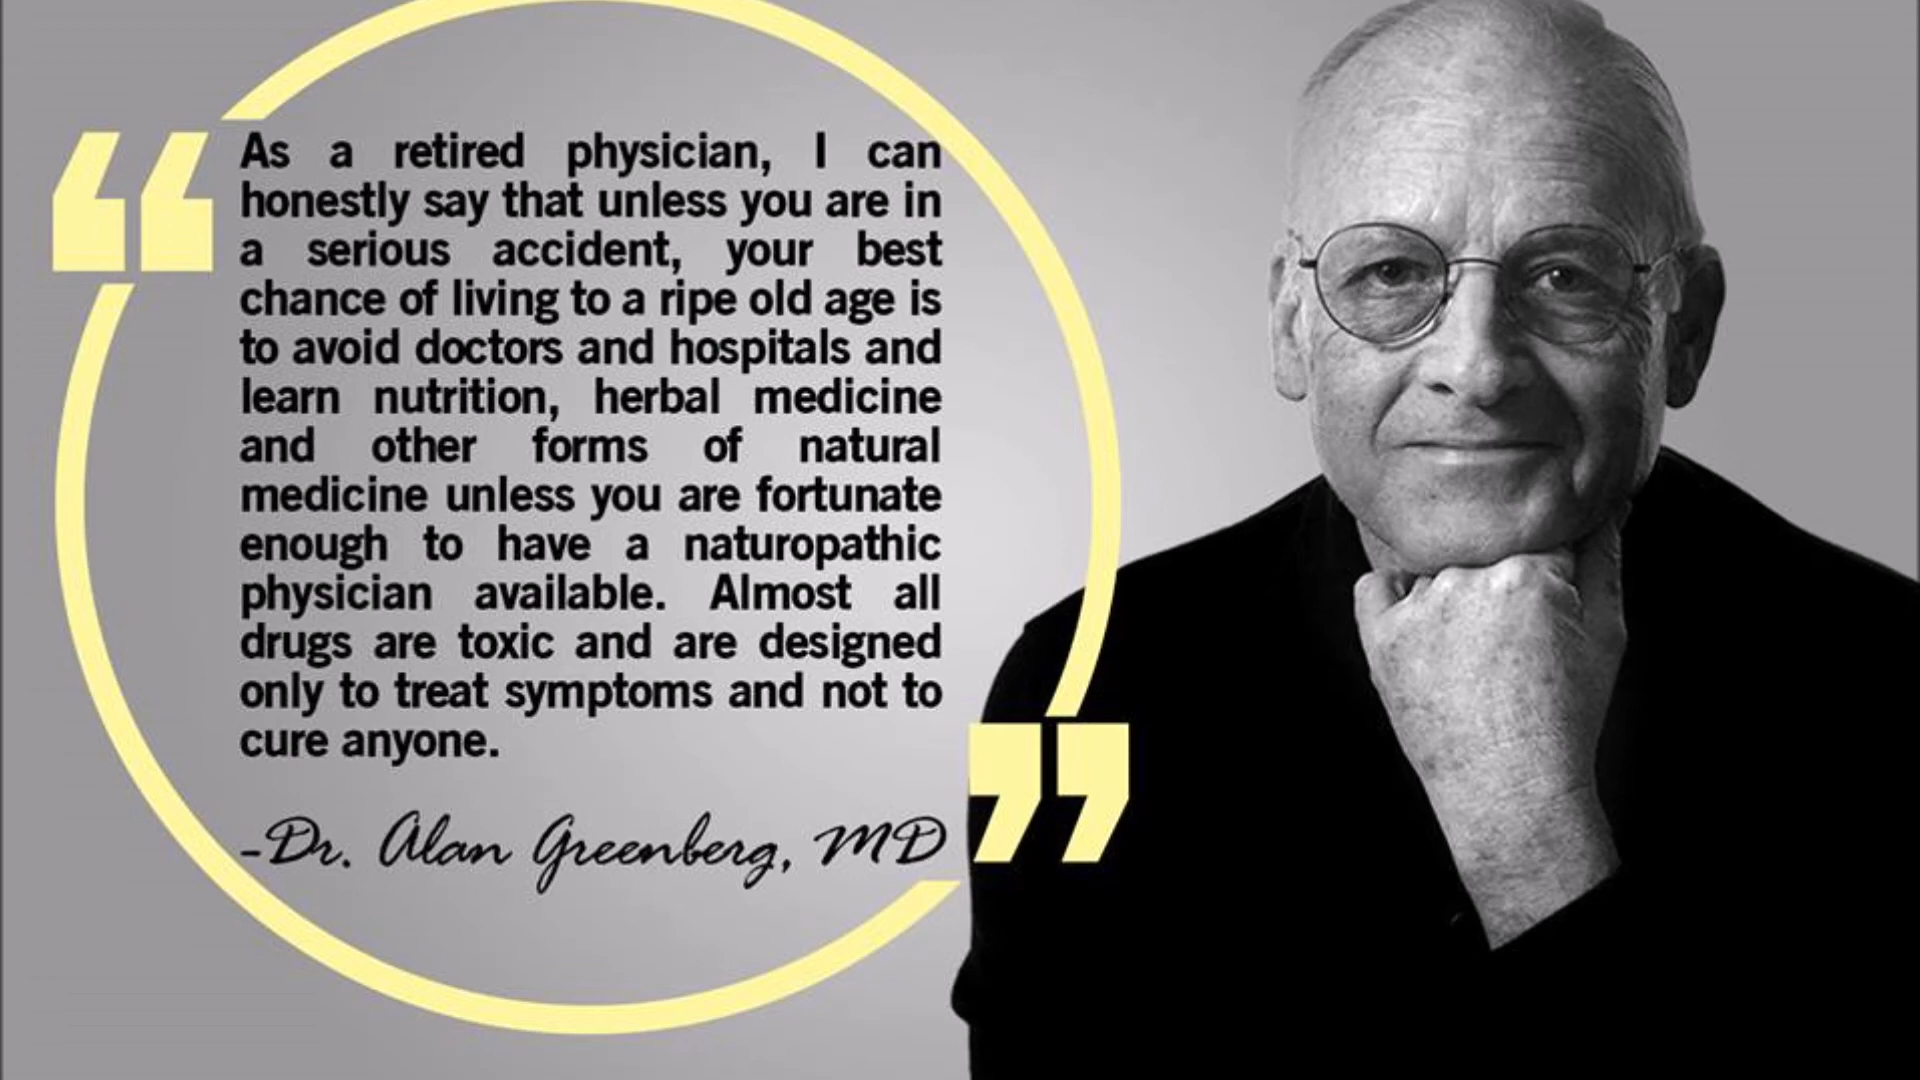 As a retired physician, I can
honestly say that unless you are in
a serious accident, your best
chance of living to a ripe old age is
to avoid doctors and hospitals and
learn nutrition, herbal medicine
and other forms of natural
medicine unless you are fortunate
enough to have a naturopathic
physician available. Almost all
drugs are toxic and are designed
only to treat symptoms and not to
cure anyone.
-Dr. Alan Greenberg, MD